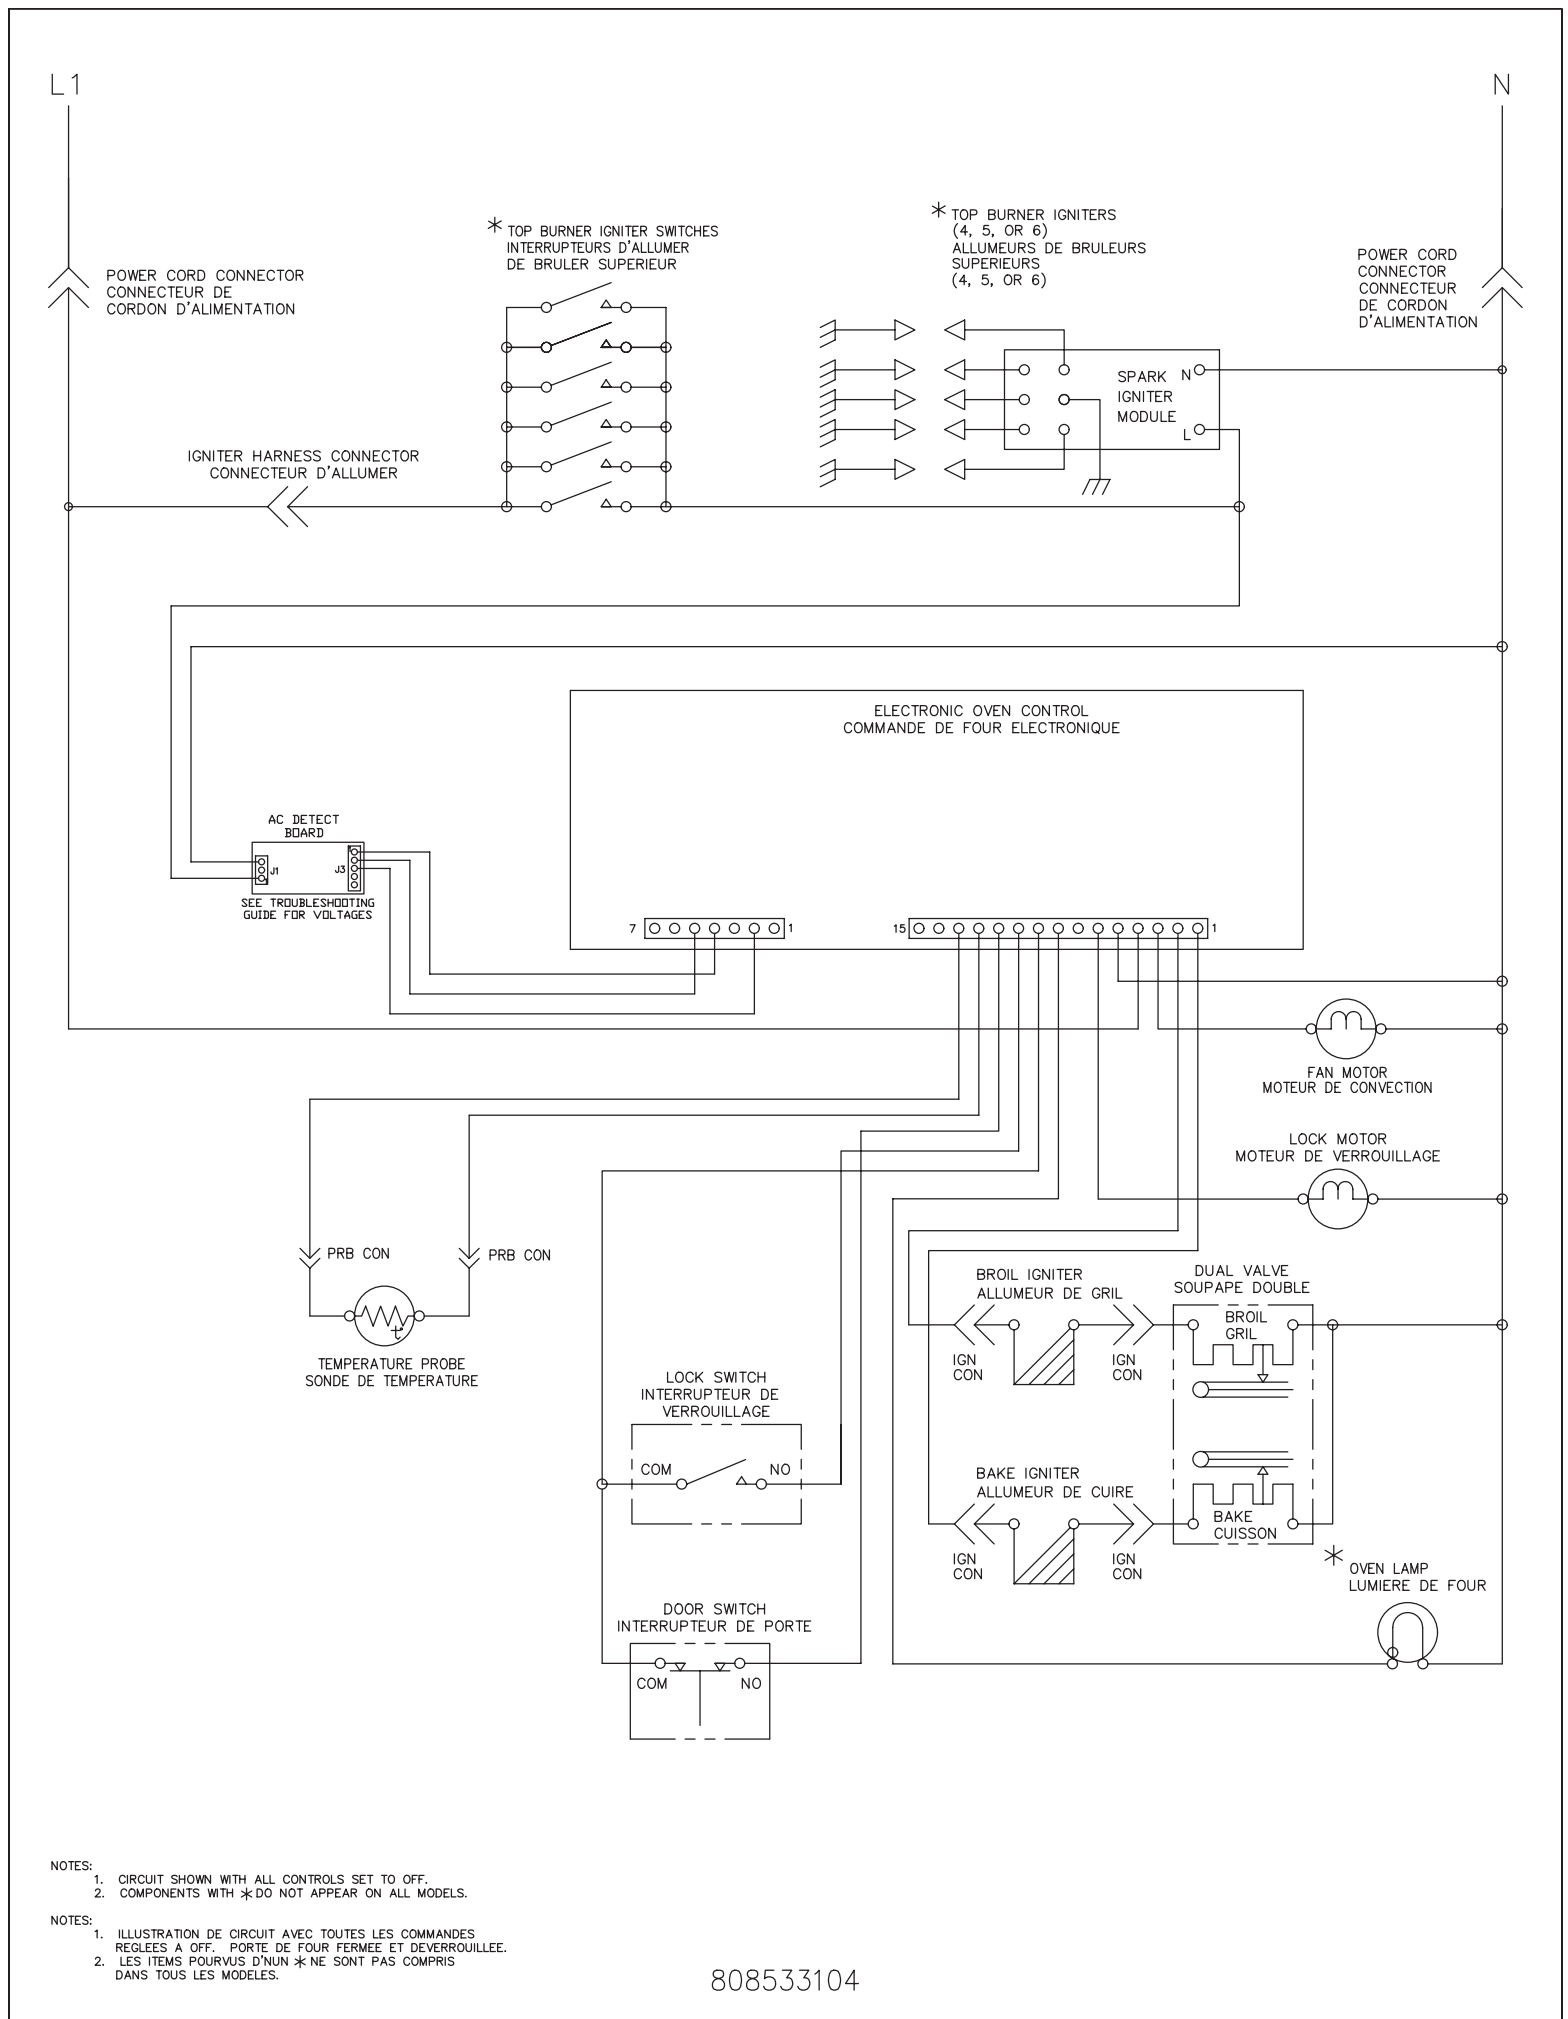 L1
N
* TOP BURNER IGNITER SWITCHES
INTERRUPTEURS D'ALLUMER
DE BRULER SUPERIEUR
* TOP BURNER IGNITERS
(4, 5, OR 6)
ALLUMEURS DE BRULEURS
SUPERIEURS
(4, 5, OR 6)
POWER CORD CONNECTOR
CONNECTEUR DE
CORDON D'ALIMENTATION
POWER CORD
CONNECTOR
CONNECTEUR
DE CORDON
D'ALIMENTATION
SPARK
IGNITER
MODULE
N
L
IGNITER HARNESS CONNECTOR
CONNECTEUR D'ALLUMER
ELECTRONIC OVEN CONTROL
COMMANDE DE FOUR ELECTRONIQUE
AC DETECT
BOARD
J1
J3
SEE TROUBLESHOOTING
GUIDE FOR VOLTAGES
7
1
15
1
FAN MOTOR
MOTEUR DE CONVECTION
LOCK MOTOR
MOTEUR DE VERROUILLAGE
PRB CON
PRB CON
t°
TEMPERATURE PROBE
SONDE DE TEMPERATURE
BROIL IGNITER
ALLUMEUR DE GRIL
IGN
CON
IGN
CON
DUAL VALVE
SOUPAPE DOUBLE
BROIL
GRIL
LOCK SWITCH
INTERRUPTEUR DE
VERROUILLAGE
COM
NO
BAKE IGNITER
ALLUMEUR DE CUIRE
IGN
CON
IGN
CON
BAKE
CUISSON
* OVEN LAMP
LUMIERE DE FOUR
DOOR SWITCH
INTERRUPTEUR DE PORTE
COM
NO
NOTES:
1. CIRCUIT SHOWN WITH ALL CONTROLS SET TO OFF.
2. COMPONENTS WITH * DO NOT APPEAR ON ALL MODELS.
NOTES:
1. ILLUSTRATION DE CIRCUIT AVEC TOUTES LES COMMANDES
REGLEES A OFF. PORTE DE FOUR FERMEE ET DEVERROUILLEE.
2. LES ITEMS POURVUS D'NUN * NE SONT PAS COMPRIS
DANS TOUS LES MODELES.
808533104